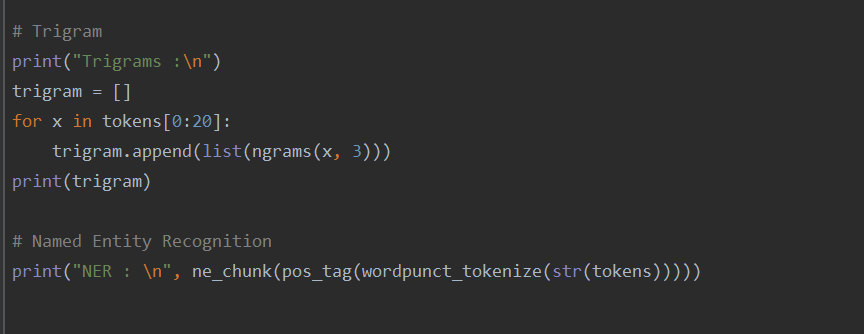 # Trigram
print("Trigrams :\n")
trigram = []
for x in tokens[0:20]:
    trigram.append(list(ngrams(x, 3)))
print(trigram)
# Named Entity Recognition
print("NER : \n", ne_chunk(pos_tag(wordpunct_tokenize(str(tokens)))))